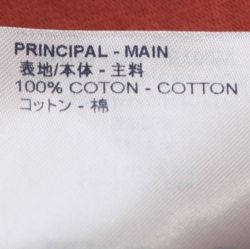 PRINCIPAL - MAIN
表地/本体 - 主料
100% COTON - COTTON
コットン - 棉